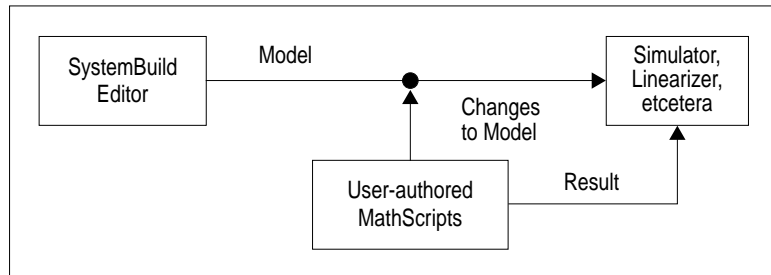 SystemBuild
Editor
Model
Simulator,
Linearizer,
etcetera
Changes
to Model
User-authored
MathScripts
Result